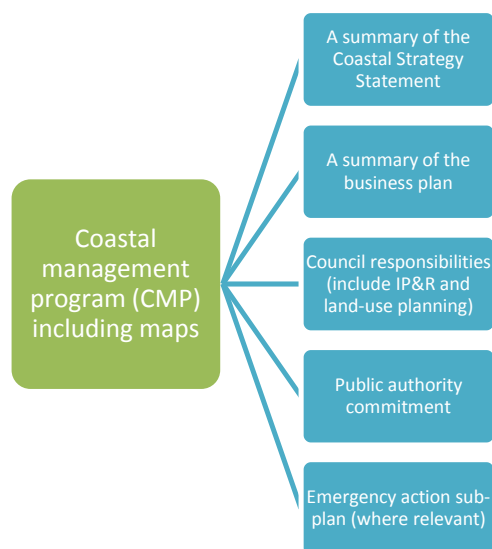 A summary of the
Coastal Strategy
Statement
A summary of the
business plan
Coastal
management
program (CMP)
including maps
Council responsibilities
(include IP&R and
land-use planning)
Public authority
commitment
Emergency action sub-
plan (where relevant)